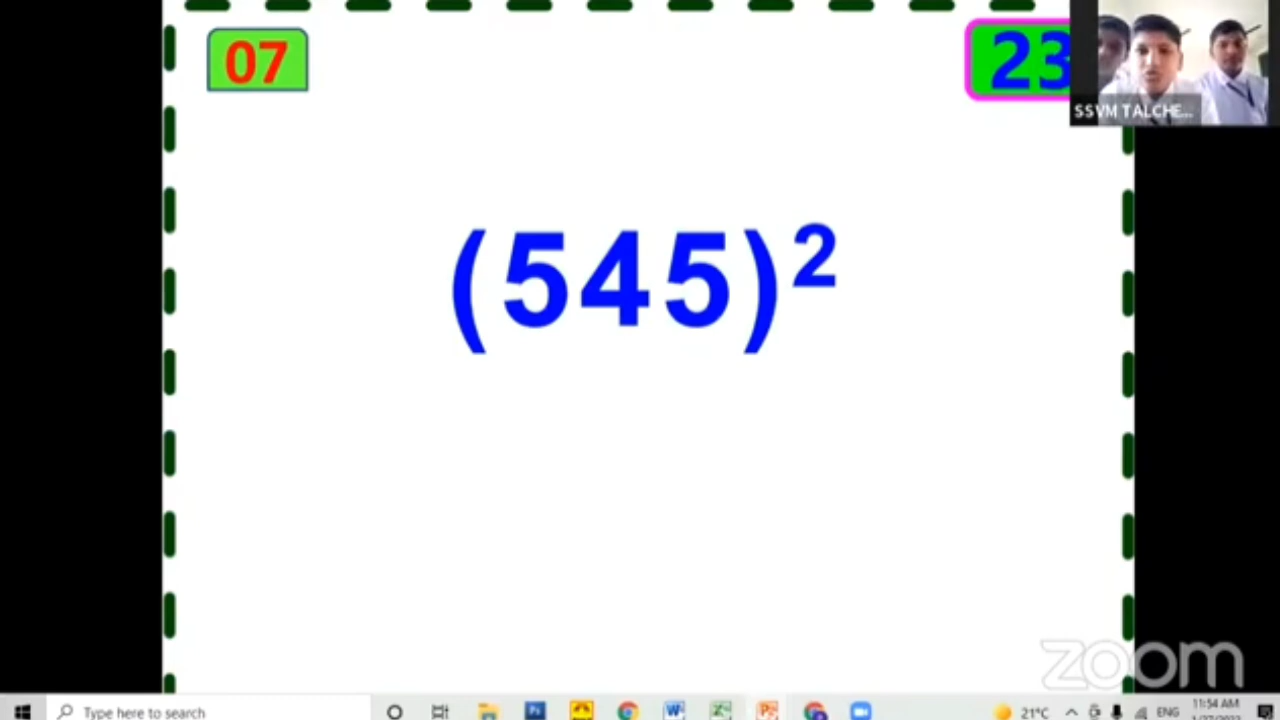 07
23
SSVM TALCHE...
(545)²
zoom
Type here to search
21°C
ENG
11:54 AM